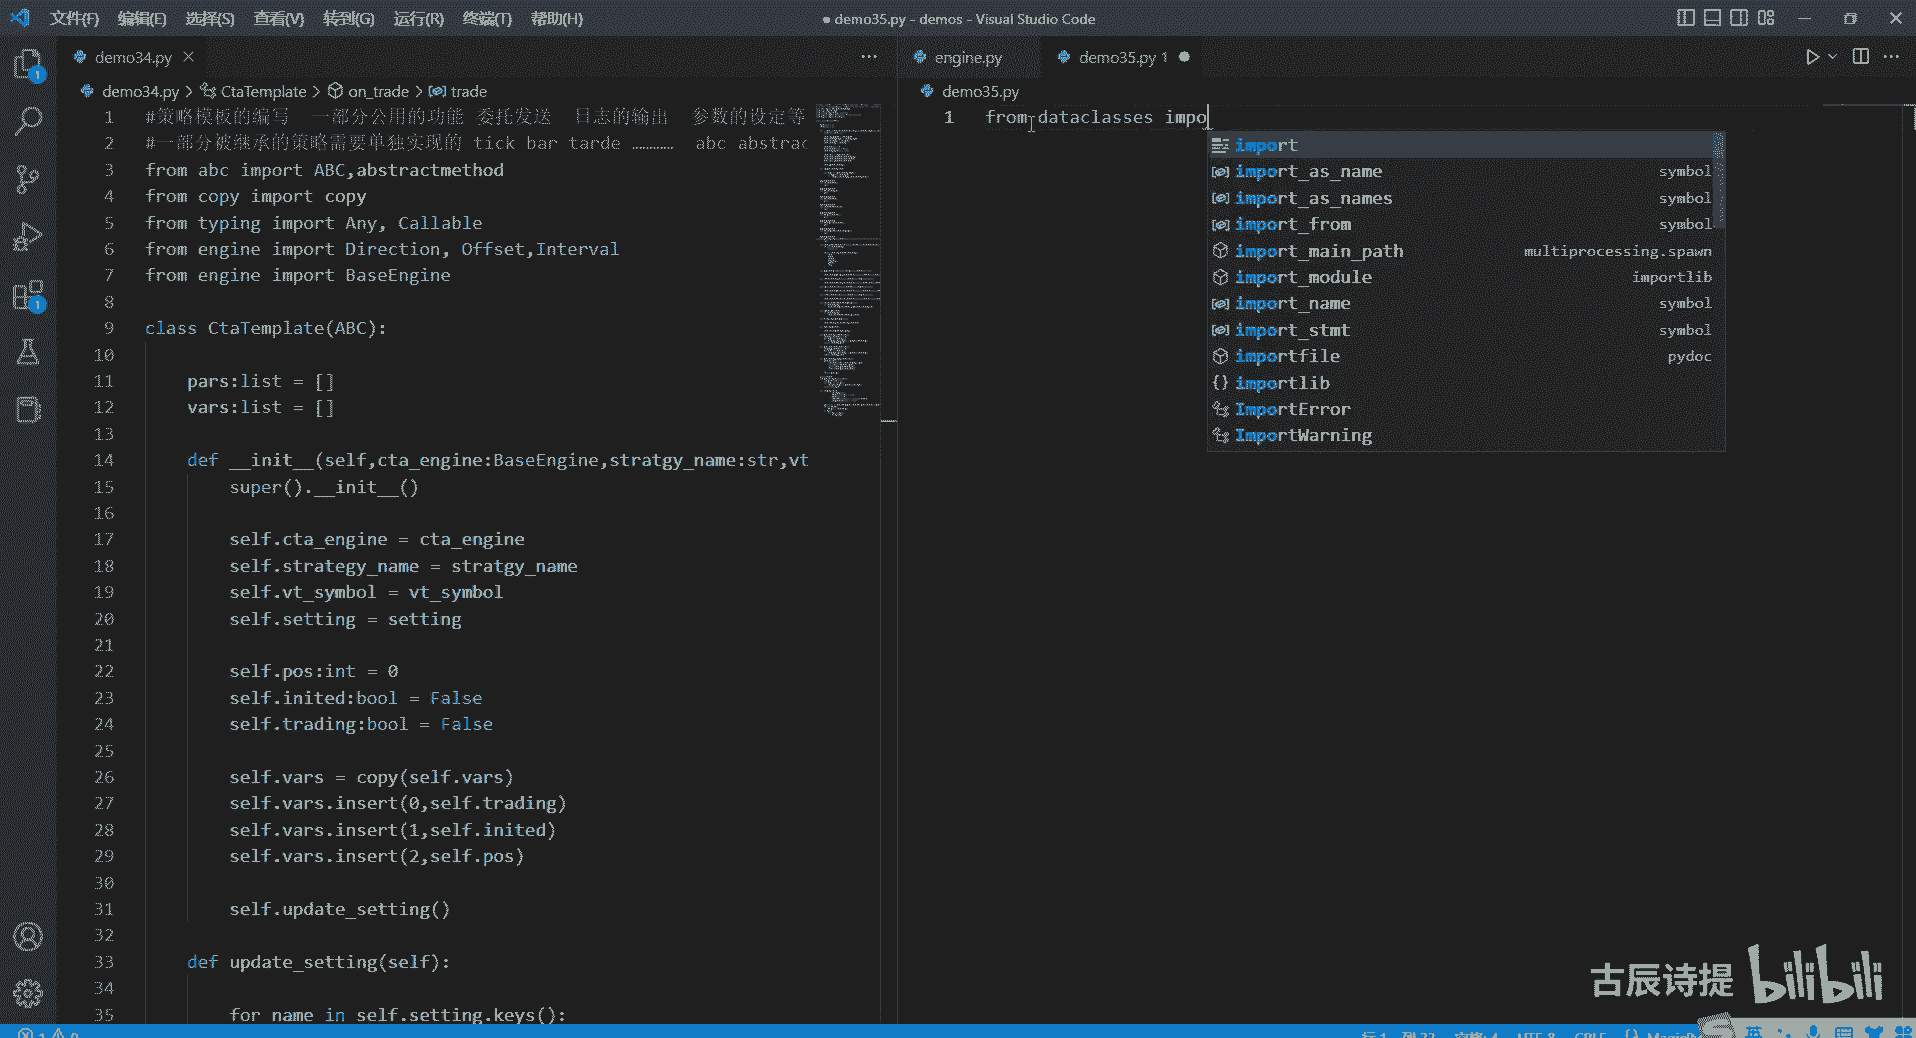 文件(F) 编辑(E) 选择(S) 查看(V) 转到(G) 运行(R) 终端(T) 帮助(H)
● demo35.py - demos - Visual Studio Code
demo34.py
demo34.py > CtaTemplate > on_trade > trade
1 #策略模板的编写 一部分公用的功能 委托发送 日志的输出 参数的设定等
2 #一部分被继承的策略需要单独实现的 tick bar tarde ………… abc abstrac
3 from abc import ABC,abstractmethod
4 from copy import copy
5 from typing import Any, Callable
6 from engine import Direction, Offset,Interval
7 from engine import BaseEngine
8
9 class CtaTemplate(ABC):
10
11 pars:list = []
12 vars:list = []
13
14 def __init__(self,cta_engine:BaseEngine,stratgy_name:str,vt
15 super().__init__()
16
17 self.cta_engine = cta_engine
18 self.strategy_name = stratgy_name
19 self.vt_symbol = vt_symbol
20 self.setting = setting
21
22 self.pos:int = 0
23 self.inited:bool = False
24 self.trading:bool = False
25
26 self.vars = copy(self.vars)
27 self.vars.insert(0,self.trading)
28 self.vars.insert(1,self.inited)
29 self.vars.insert(2,self.pos)
30
31 self.update_setting()
32
33 def update_setting(self):
34
35 for name in self.setting.keys():
engine.py demo35.py 1
demo35.py
1 from dataclasses impo
import
import_as_name symbol
import_as_names symbol
import_from symbol
import_main_path multiprocessing.spawn
import_module importlib
import_name symbol
import_stmt symbol
importfile pydoc
importlib
ImportError
ImportWarning
1
1
古辰诗提 bilibili
英